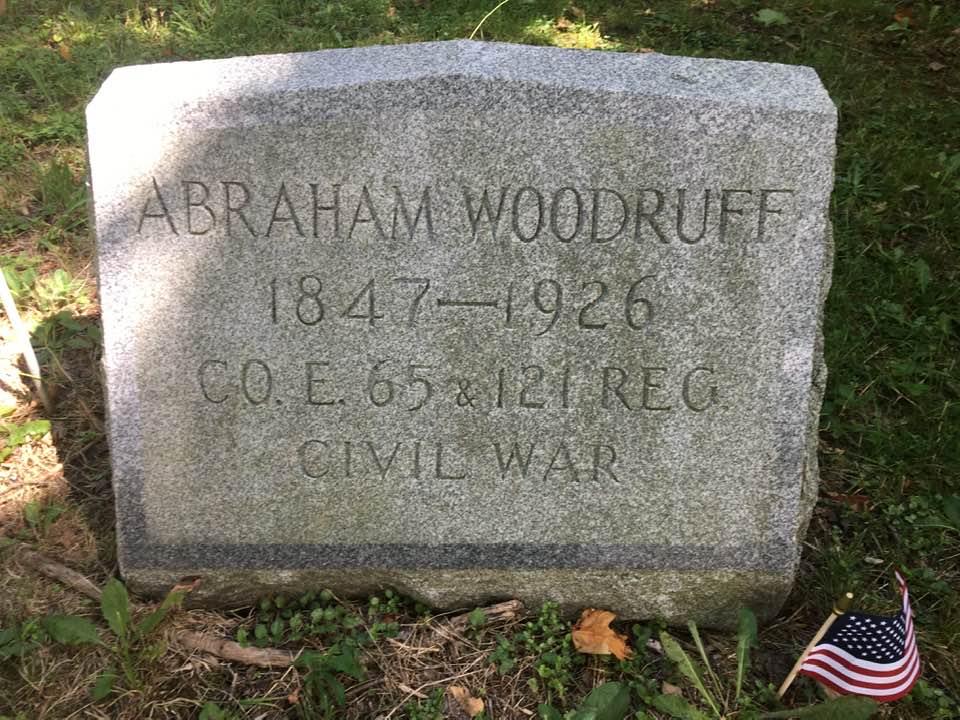 ABRAHAM WOODRUFF
1847—1926
CO. E. 65 & 121 REG.
CIVIL WAR